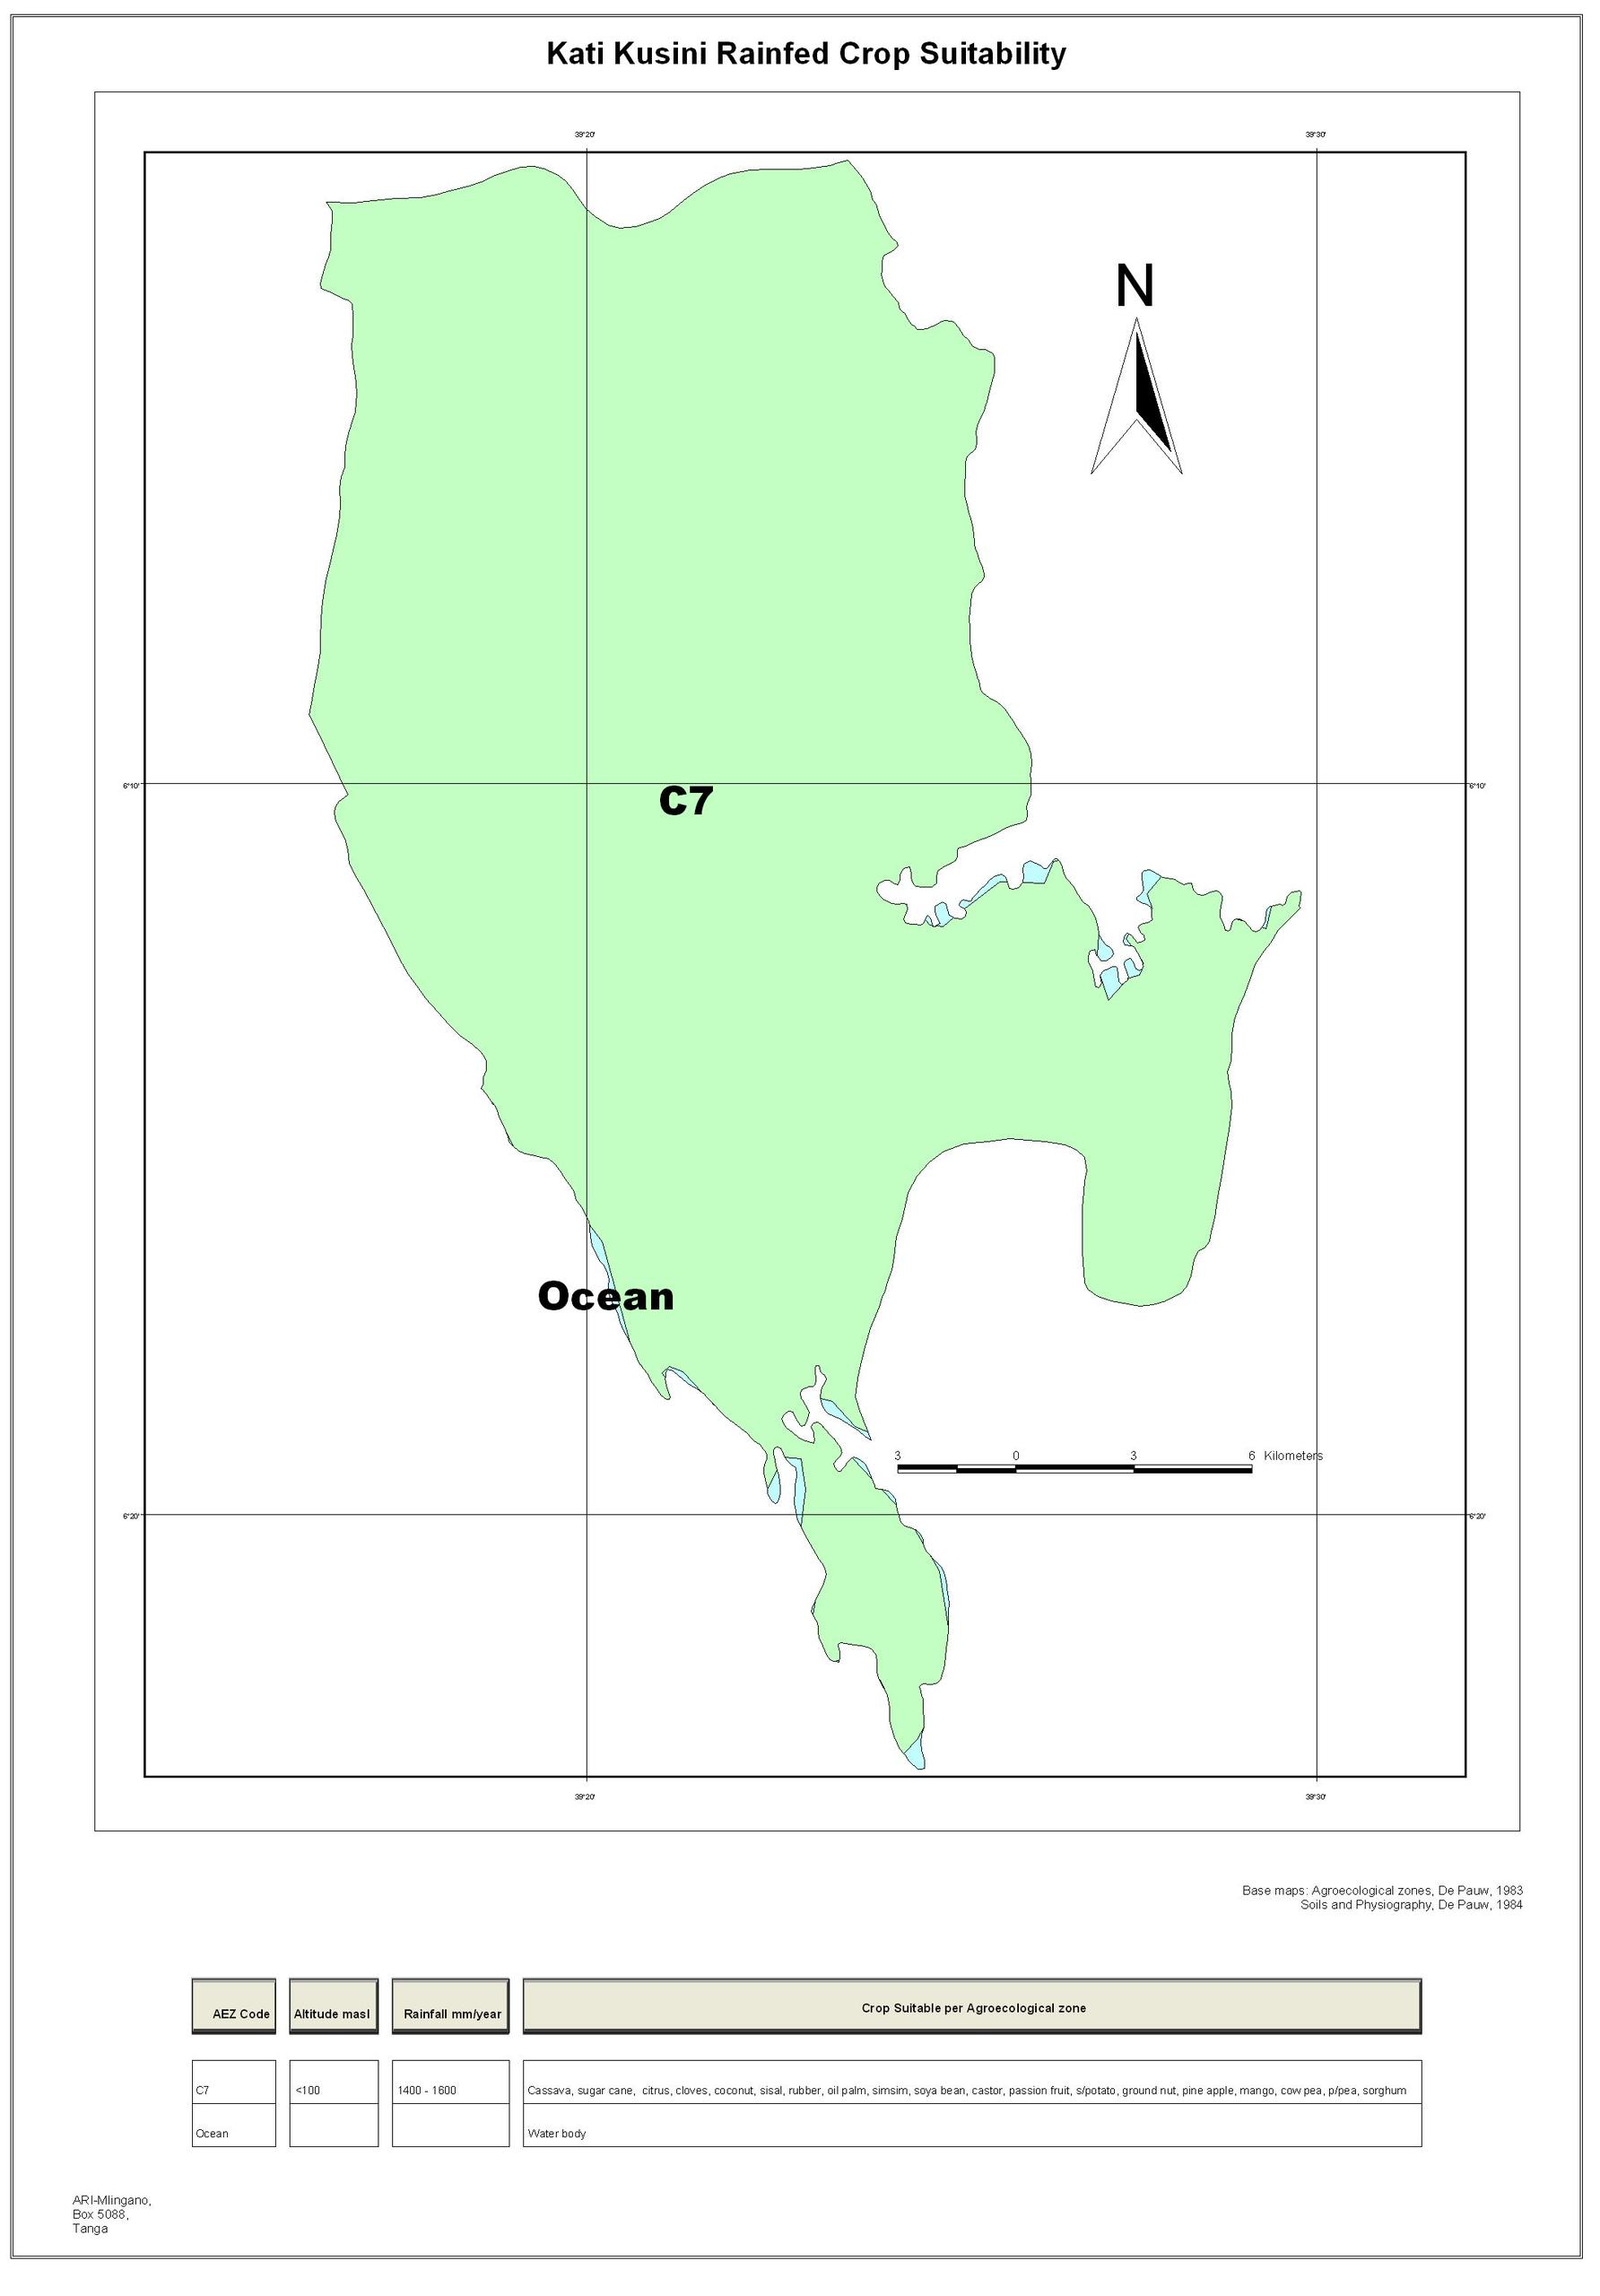 Kati Kusini Rainfed Crop Suitability
39°20' 39°30'
N
6°10' 6°10'
C7
Ocean
3 0 3 6 Kilometers
6°20' 6°20'
39°20' 39°30'
Base maps: Agroecological zones, De Pauw, 1983
Soils and Physiography, De Pauw, 1984
AEZ Code Altitude masl Rainfall mm/year Crop Suitable per Agroecological zone
C7 <100 1400 - 1600 Cassava, sugar cane, citrus, cloves, coconut, sisal, rubber, oil palm, simsim, soya bean, castor, passion fruit, s/potato, ground nut, pine apple, mango, cow pea, p/pea, sorghum
Ocean Water body
ARI-Mlingano,
Box 5088,
Tanga